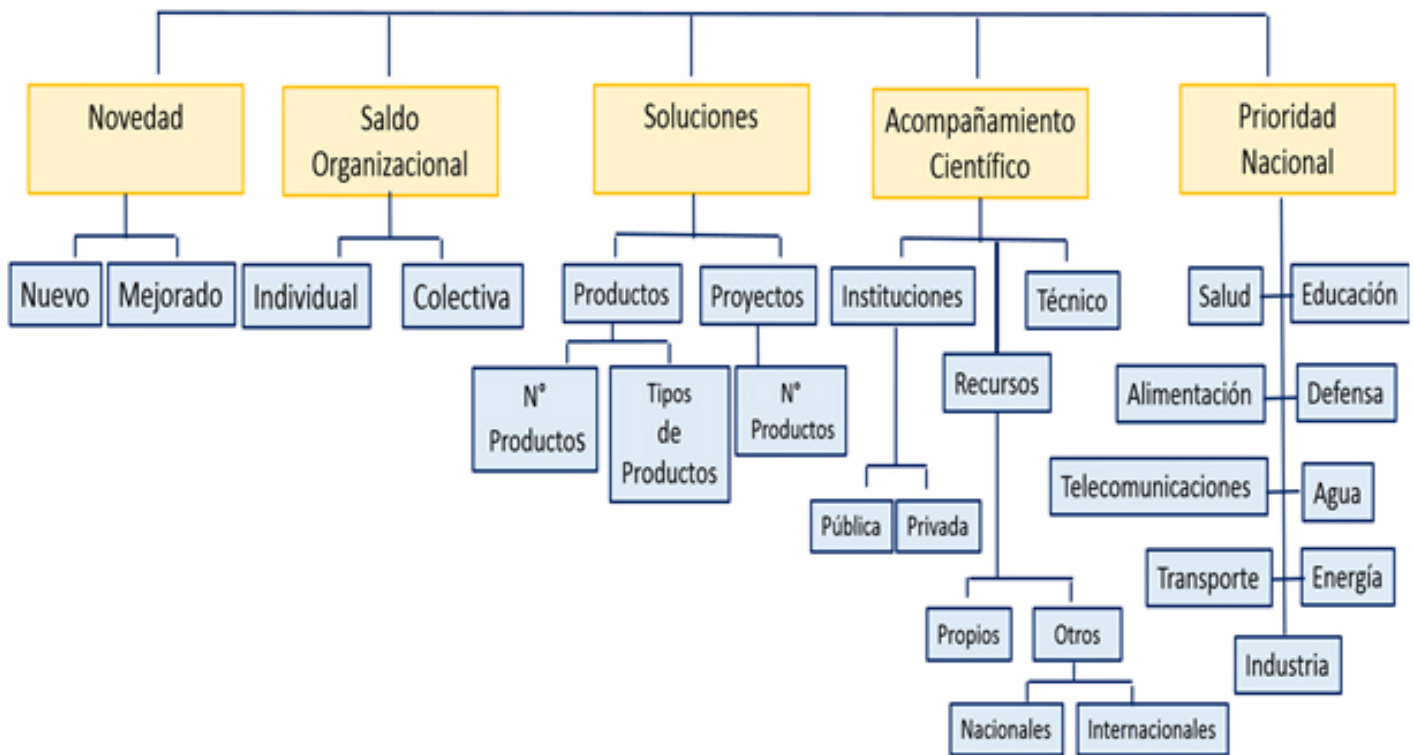 Novedad
Saldo
Organizacional
Soluciones
Acompañamiento
Científico
Prioridad
Nacional
Nuevo
Mejorado
Individual
Colectiva
Productos
Proyectos
Instituciones
Técnico
Salud
Educación
N°
Productos
Tipos
de
Productos
N°
Productos
Recursos
Alimentación
Defensa
Telecomunicaciones
Agua
Pública
Privada
Transporte
Energía
Propios
Otros
Industria
Nacionales
Internacionales